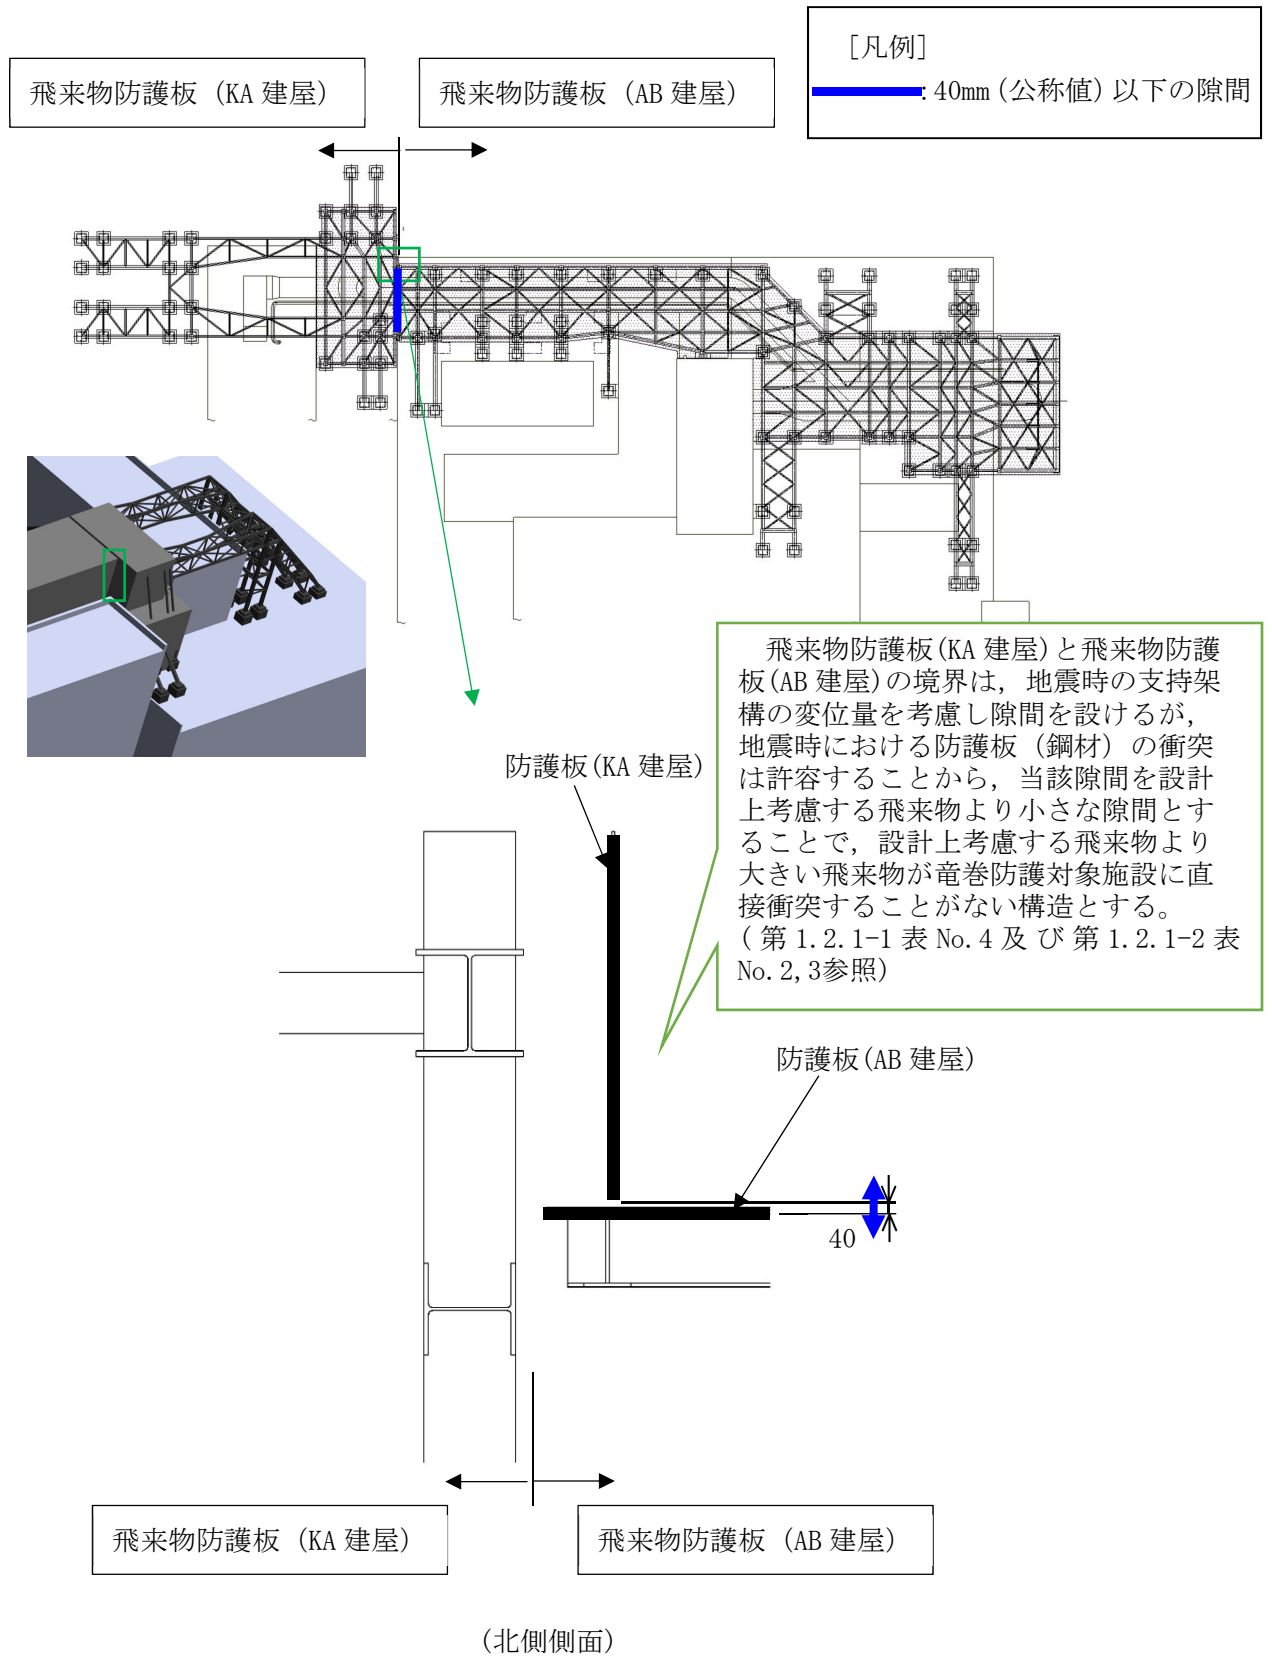 [凡例]
: 40mm(公称値)以下の隙間
飛来物防護板（KA 建屋）
飛来物防護板（AB 建屋）
飛来物防護板(KA 建屋)と飛来物防護
板(AB 建屋)の境界は，地震時の支持架
構の変位量を考慮し隙間を設けるが，
地震時における防護板（鋼材）の衝突
は許容することから，当該隙間を設計
上考慮する飛来物より小さな隙間とす
ることで，設計上考慮する飛来物より
大きい飛来物が竜巻防護対象施設に直
接衝突することがない構造とする。
(第 1.2.1-1 表 No.4 及び第 1.2.1-2 表
No.2,3参照)
防護板(KA 建屋)
防護板(AB 建屋)
40
飛来物防護板（KA 建屋）
飛来物防護板（AB 建屋）
(北側側面)